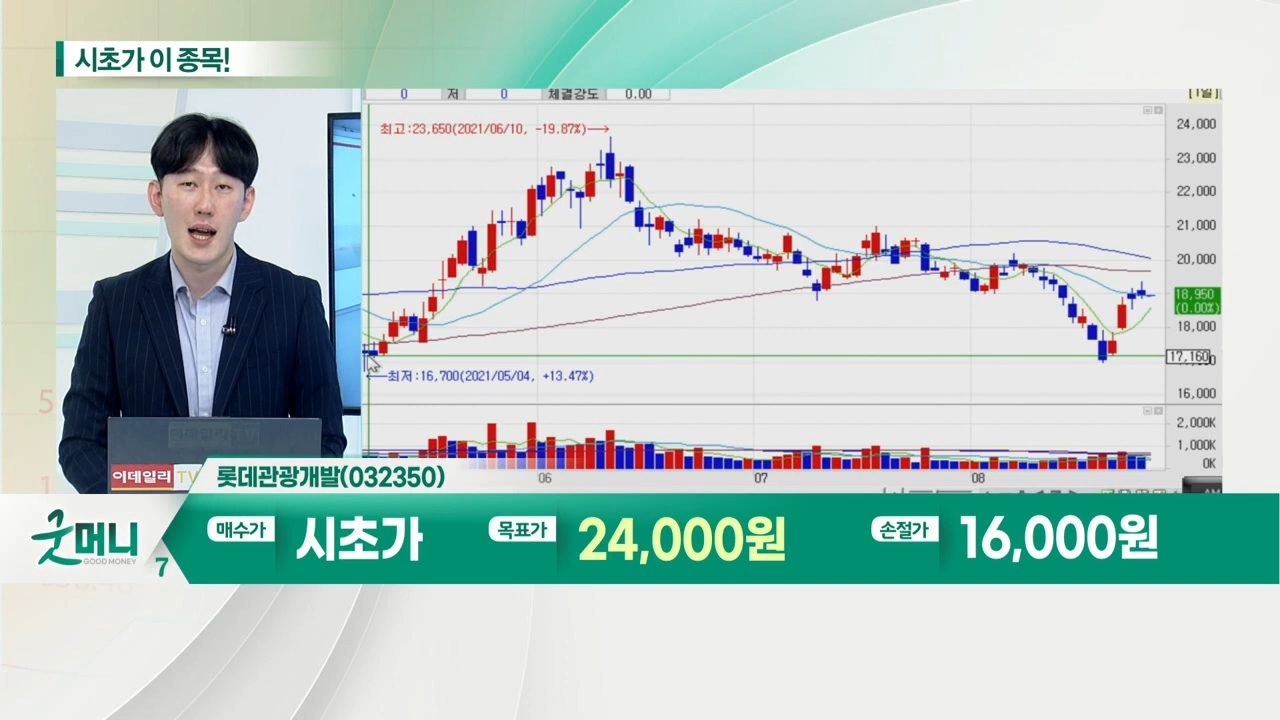 시초가 이 종목!
0 저 0 체결강도 0.00 [1일]
최고:23,650(2021/06/10, -19.87%)→
24,000
23,000
22,000
21,000
20,000
18,950
(0.00%)
18,000
17,160
←최저:16,700(2021/05/04, +13.47%)
16,000
2,000K
1,000K
0K
06 07 08
이데일리 TV
롯데관광개발(032350)
굿머니
GOOD MONEY
7
매수가 시초가 목표가 24,000원 손절가 16,000원